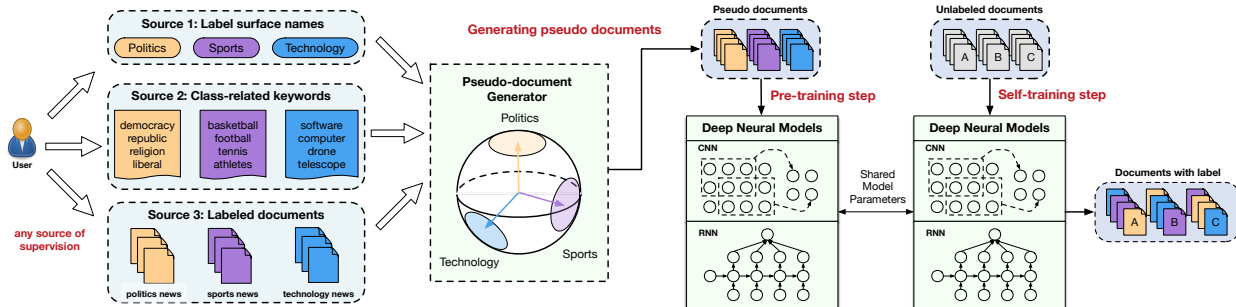 Source 1: Label surface names
Politics
Sports
Technology
Source 2: Class-related keywords
democracy
republic
religion
liberal
basketball
football
tennis
athletes
software
computer
drone
telescope
Source 3: Labeled documents
politics news
sports news
technology news
User
any source of
supervision
Generating pseudo documents
Pseudo-document
Generator
Politics
Technology
Sports
Pseudo documents
Pre-training step
Deep Neural Models
CNN
RNN
Shared
Model
Parameters
Unlabeled documents
A
B
C
Self-training step
Deep Neural Models
CNN
RNN
Documents with label
A
B
C